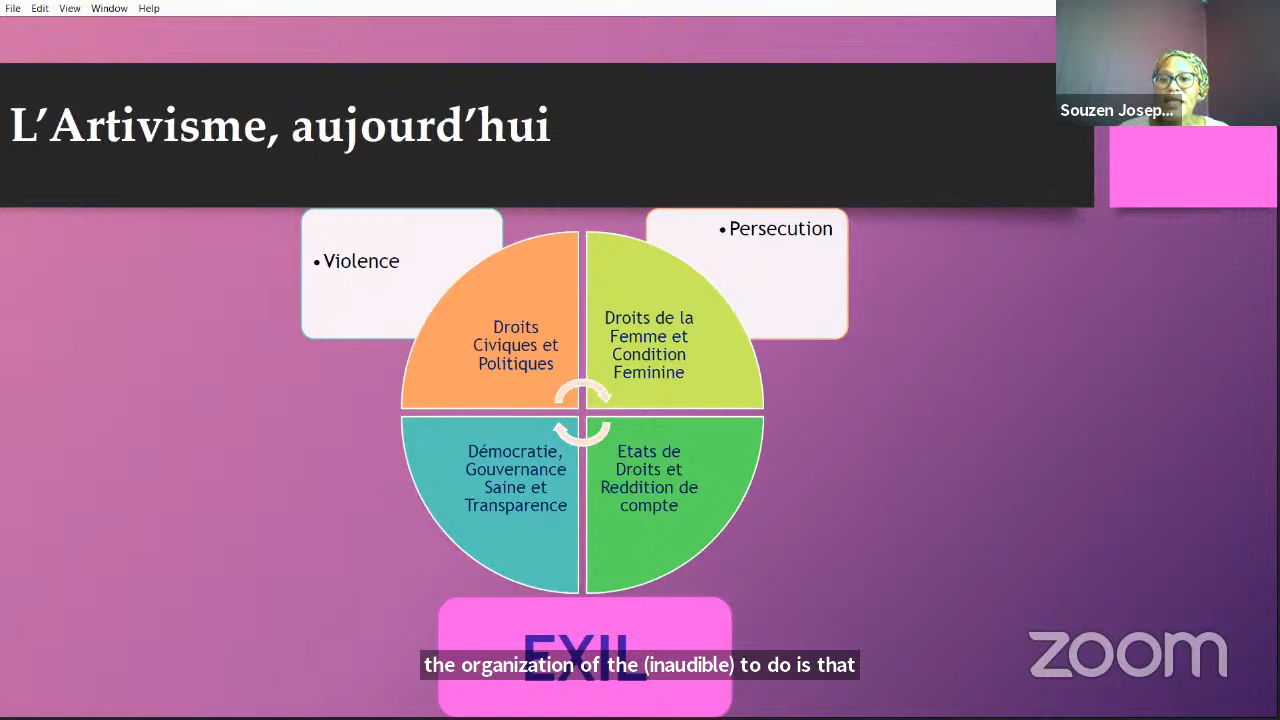 File Edit View Window Help
L’Artivisme, aujourd’hui
Souzen Josep...
• Violence
• Persecution
Droits
Civiques et
Politiques
Droits de la
Femme et
Condition
Feminine
Démocratie,
Gouvernance
Saine et
Transparence
Etats de
Droits et
Reddition de
compte
EXIL
the organization of the (inaudible) to do is that
zoom